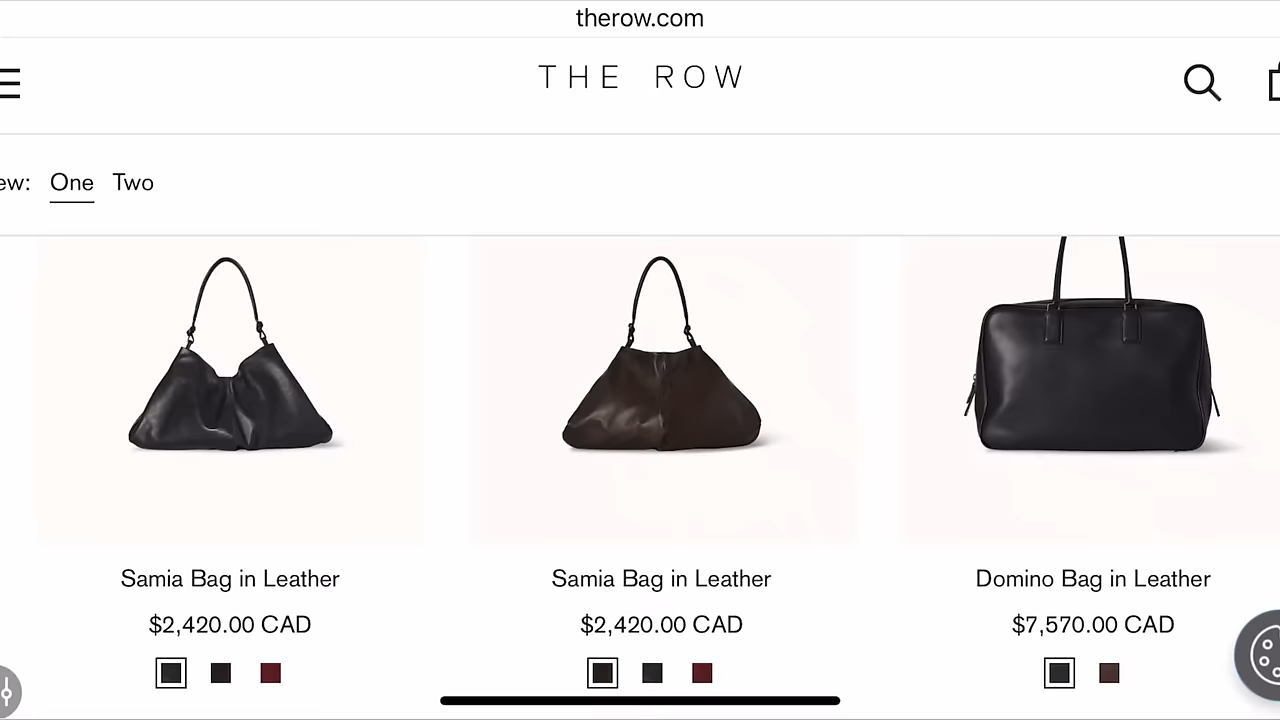 therow.com
THE ROW
ew: One Two
Samia Bag in Leather
$2,420.00 CAD
Samia Bag in Leather
$2,420.00 CAD
Domino Bag in Leather
$7,570.00 CAD